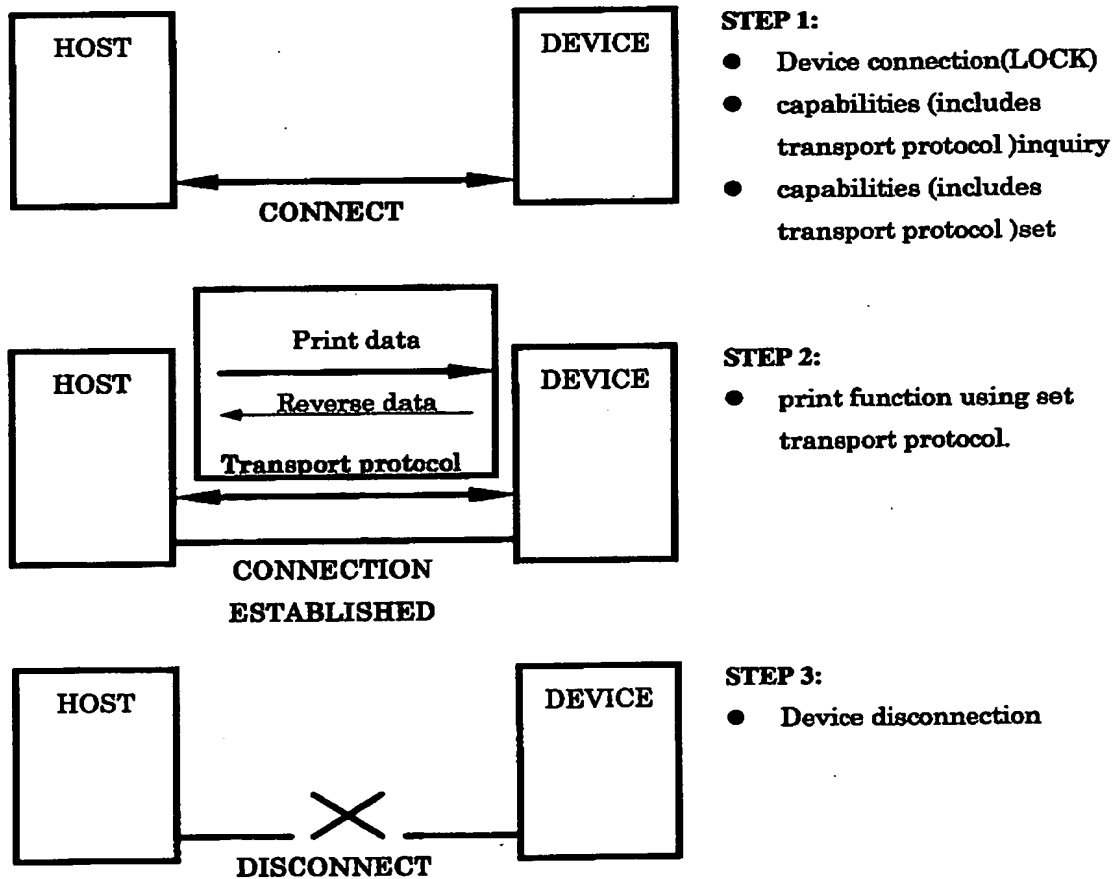 HOST
DEVICE
CONNECT
STEP 1:
● Device connection(LOCK)
● capabilities (includes
transport protocol )inquiry
● capabilities (includes
transport protocol )set
HOST
Print data
Reverse data
Transport protocol
DEVICE
CONNECTION
ESTABLISHED
STEP 2:
● print function using set
transport protocol.
HOST
DEVICE
DISCONNECT
STEP 3:
● Device disconnection